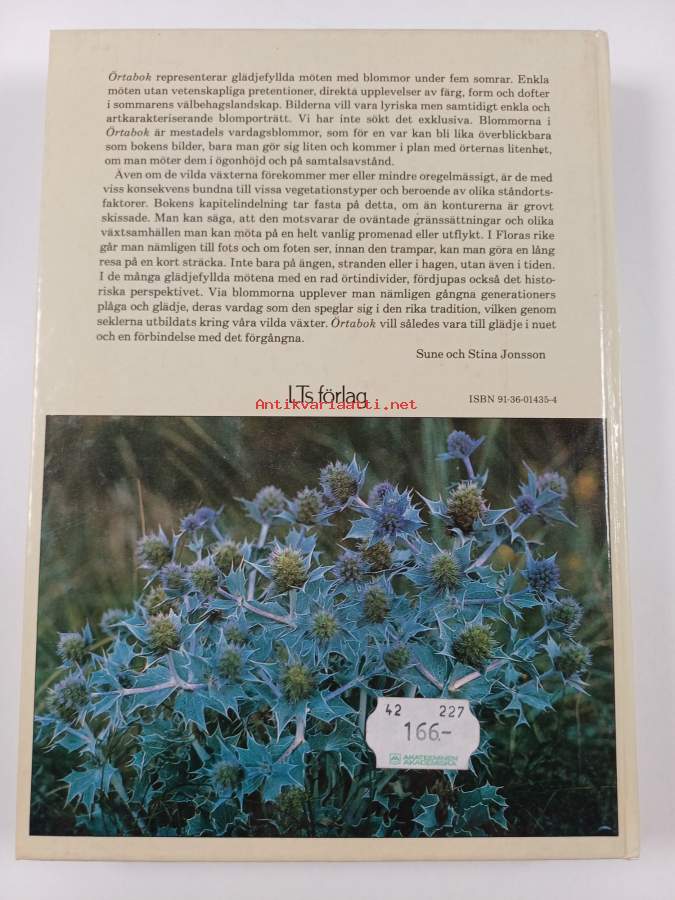 Örtabok representerar glädjefyllda möten med blommor under fem somrar. Enkla
möten utan vetenskapliga pretentioner, direkta upplevelser av färg, form och dofter
i sommarens välbehagslandskap. Bilderna vill vara lyriska men samtidigt enkla och
artkarakteriserande blomporträtt. Vi har inte sökt det exklusiva. Blommorna i
Örtabok är mestadels vardagsblommor, som för en var kan bli lika överblickbara
som bokens bilder, bara man gör sig liten och kommer i plan med örternas litenhet,
om man möter dem i ögonhöjd och på samtalsavstånd.
Även om de vilda växterna förekommer mer eller mindre oregelmässigt, är de med
viss konsekvens bundna till vissa vegetationstyper och beroende av olika ståndorts-
faktorer. Bokens kapitelindelning tar fasta på detta, om än konturerna är grovt
skissade. Man kan säga, att den motsvarar de oväntade gränssättningar och olika
växtsamhällen man kan möta på en helt vanlig promenad eller utflykt. I Floras rike
går man nämligen till fots och om foten ser, innan den trampar, kan man göra en lång
resa på en kort sträcka. Inte bara på ängen, stranden eller i hagen, utan även i tiden.
I de många glädjefyllda mötena med en rad örtindivider, fördjupas också det histo-
riska perspektivet. Via blommorna upplever man nämligen gångna generationers
plåga och glädje, deras vardag som den speglar sig i den rika tradition, vilken genom
seklerna utbildats kring våra vilda växter. Örtabok vill således vara till glädje i nuet
och en förbindelse med det förgångna.
Sune och Stina Jonsson
LTs förlag
ISBN 91-36-01435-4
Antikvariaatti.net
42 227
166.-
AKATEEMINEN
AKADEMISKA